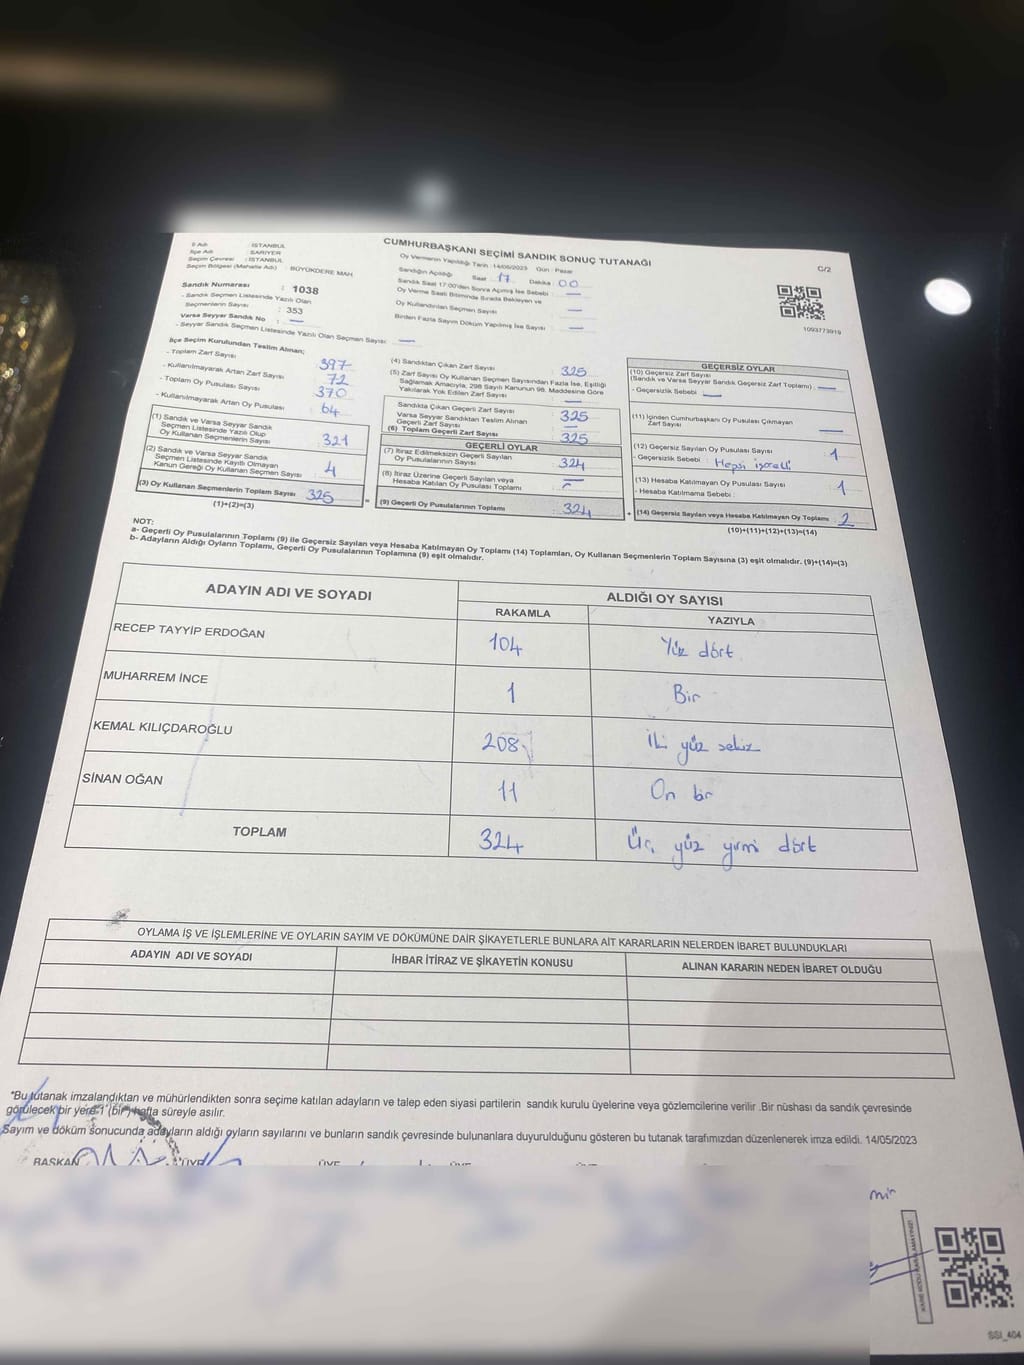 CUMHURBAŞKANI SEÇİMİ SANDIK SONUÇ TUTANAĞI
C/2
İl Adı : İSTANBUL
İlçe Adı : SARIYER
Seçim Çevresi : İSTANBUL
Seçim Bölgesi (Mahalle Adı) : BÜYÜKDERE MAH.
Sandık Numarası : 1038
- Sandık Seçmen Listesinde Yazılı Olan
Seçmenlerin Sayısı : 353
Varsa Seyyar Sandık No : —
- Seyyar Sandık Seçmen Listesinde Yazılı Olan Seçmen Sayısı: —
Oy Vermenin Yapıldığı Tarih : 14/05/2023 Gün : Pazar
Sandığın Açıldığı Saat 17 Dakika 00
Sandık Saat 17:00'den Sonra Açılmış İse Sebebi : —
Oy Verme Saati Bitiminde Sırada Bekleyen ve
Oy Kullandırılan Seçmen Sayısı : —
Birden Fazla Sayım Döküm Yapılmış İse Sayısı : —
1093773919
İlçe Seçim Kurulundan Teslim Alınan;
- Toplam Zarf Sayısı : 397
- Kullanılmayarak Artan Zarf Sayısı : 72
- Toplam Oy Pusulası Sayısı : 370
- Kullanılmayarak Artan Oy Pusulası : 64
(1) Sandık ve Varsa Seyyar Sandık
Seçmen Listesinde Yazılı Olup
Oy Kullanan Seçmenlerin Sayısı : 321
(2) Sandık ve Varsa Seyyar Sandık
Seçmen Listesinde Kayıtlı Olmayan
Kanun Gereği Oy Kullanan Seçmen Sayısı : 4
(3) Oy Kullanan Seçmenlerin Toplam Sayısı : 325
(1)+(2)=(3)
(4) Sandıktan Çıkan Zarf Sayısı : 325
(5) Zarf Sayısı Oy Kullanan Seçmen Sayısından Fazla İse, Eşitliği
Sağlamak Amacıyla, 298 Sayılı Kanunun 98. Maddesine Göre
Yakılarak Yok Edilen Zarf Sayısı : —
Sandıkta Çıkan Geçerli Zarf Sayısı : 325
Varsa Seyyar Sandıktan Teslim Alınan
Geçerli Zarf Sayısı : —
(6) Toplam Geçerli Zarf Sayısı : 325
GEÇERLİ OYLAR
(7) İtiraz Edilmeksizin Geçerli Sayılan
Oy Pusulalarının Sayısı : 324
(8) İtiraz Üzerine Geçerli Sayılan veya
Hesaba Katılan Oy Pusulası Toplamı : —
(9) Geçerli Oy Pusulalarının Toplamı : 324
GEÇERSİZ OYLAR
(10) Geçersiz Zarf Sayısı
(Sandık ve Varsa Seyyar Sandık Geçersiz Zarf Toplamı) : —
- Geçersizlik Sebebi : —
(11) İçinden Cumhurbaşkanı Oy Pusulası Çıkmayan
Zarf Sayısı : —
(12) Geçersiz Sayılan Oy Pusulası Sayısı : 1
- Geçersizlik Sebebi : Hepsi işaretli
(13) Hesaba Katılmayan Oy Pusulası Sayısı : 1
- Hesaba Katılmama Sebebi :
(14) Geçersiz Sayılan veya Hesaba Katılmayan Oy Toplamı : 2
(10)+(11)+(12)+(13)=(14)
NOT:
a- Geçerli Oy Pusulalarının Toplamı (9) ile Geçersiz Sayılan veya Hesaba Katılmayan Oy Toplamı (14) Toplamları, Oy Kullanan Seçmenlerin Toplam Sayısına (3) eşit olmalıdır. (9)+(14)=(3)
b- Adayların Aldığı Oyların Toplamı, Geçerli Oy Pusulalarının Toplamına (9) eşit olmalıdır.
ADAYIN ADI VE SOYADI ALDIĞI OY SAYISI
RAKAMLA YAZIYLA
RECEP TAYYİP ERDOĞAN 104 Yüz dört
MUHARREM İNCE 1 Bir
KEMAL KILIÇDAROĞLU 208 İki yüz sekiz
SİNAN OĞAN 11 On bir
TOPLAM 324 Üç yüz yirmi dört
OYLAMA İŞ VE İŞLEMLERİNE VE OYLARIN SAYIM VE DÖKÜMÜNE DAİR ŞİKAYETLERLE BUNLARA AİT KARARLARIN NELERDEN İBARET BULUNDUKLARI
ADAYIN ADI VE SOYADI İHBAR İTİRAZ VE ŞİKAYETİN KONUSU ALINAN KARARIN NEDEN İBARET OLDUĞU
*Bu tutanak imzalandıktan ve mühürlendikten sonra seçime katılan adayların ve talep eden siyasi partilerin sandık kurulu üyelerine veya gözlemcilerine verilir .Bir nüshası da sandık çevresinde
görülecek bir yere 1 (bir) hafta süreyle asılır.
Sayım ve döküm sonucunda adayların aldığı oyların sayılarını ve bunların sandık çevresinde bulunanlara duyurulduğunu gösteren bu tutanak tarafımızdan düzenlenerek imza edildi. 14/05/2023
BAŞKAN ÜYE ÜYE ÜYE
SSI_404